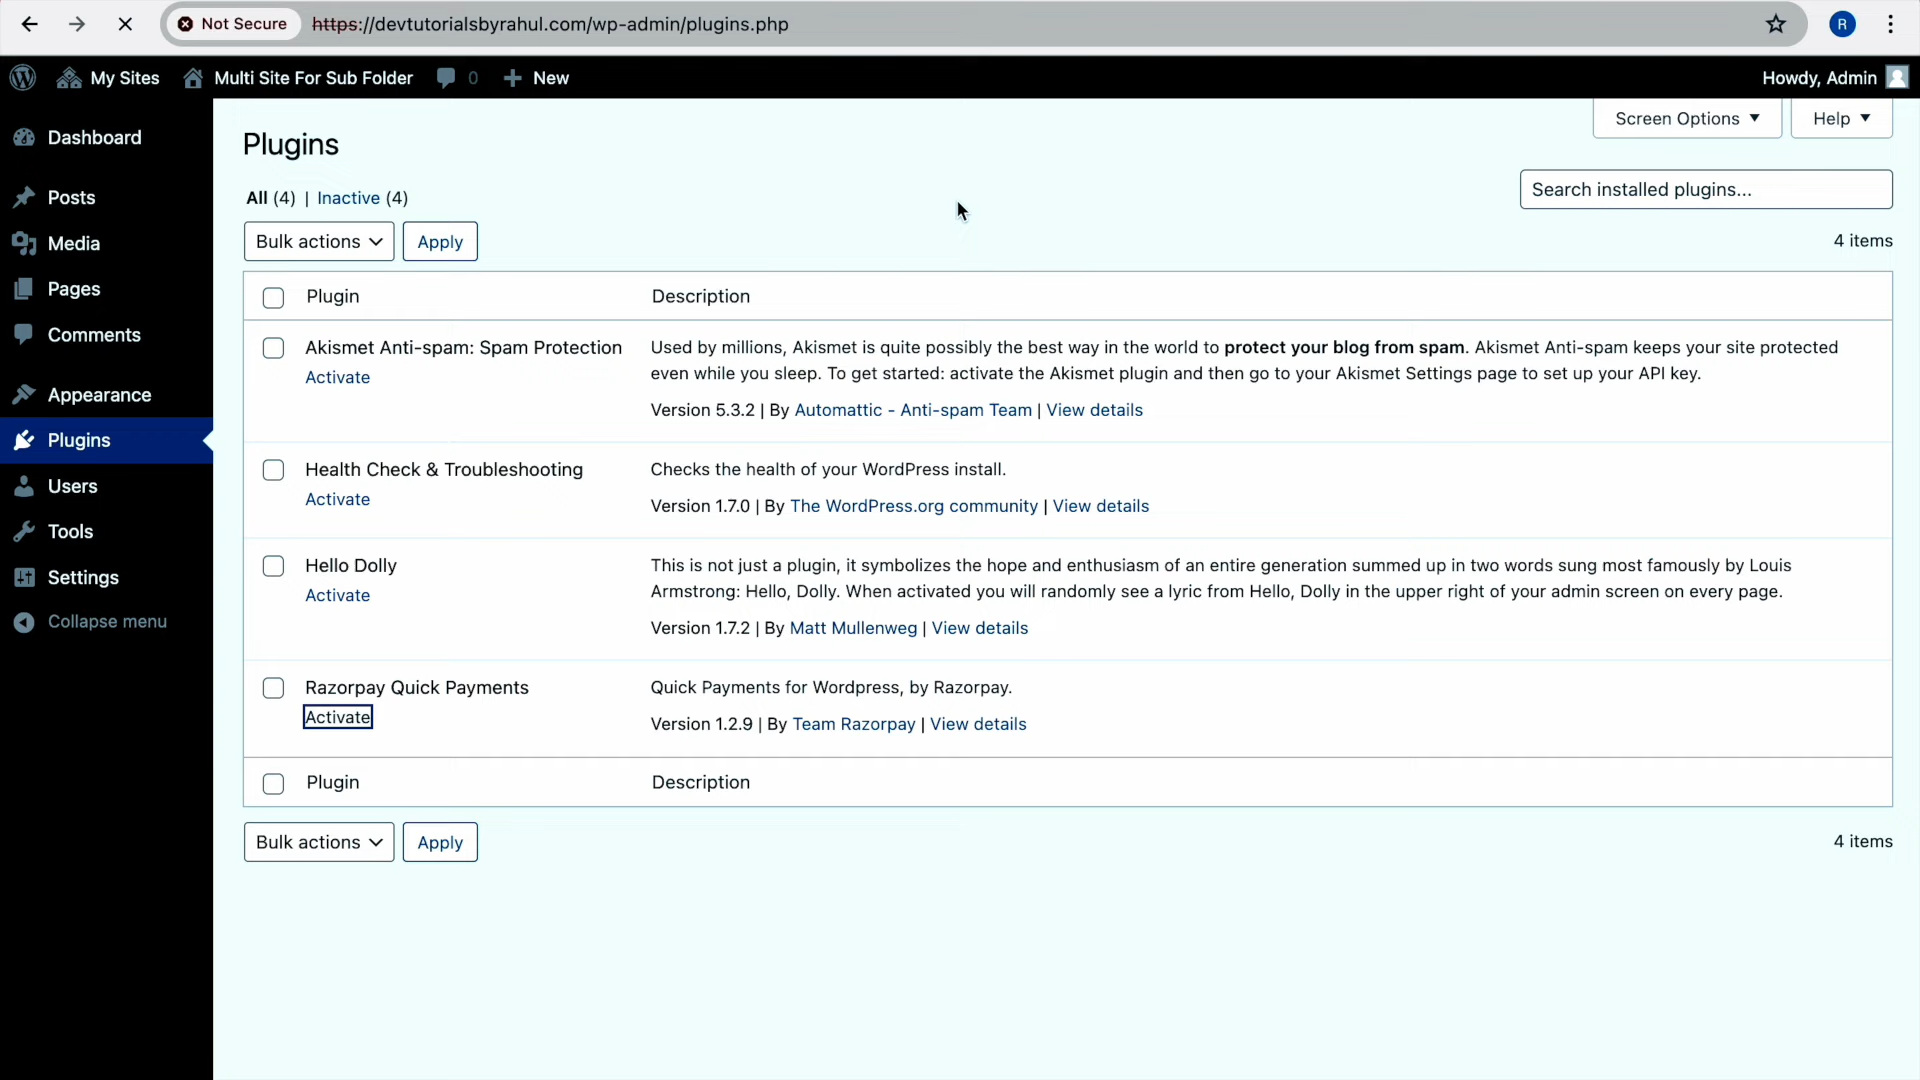 Not Secure
https://devtutorialsbyrahul.com/wp-admin/plugins.php
R
My Sites
Multi Site For Sub Folder
0
New
Howdy, Admin
Dashboard
Posts
Media
Pages
Comments
Appearance
Plugins
Users
Tools
Settings
Collapse menu
Screen Options
Help
Plugins
All (4) | Inactive (4)
Search installed plugins...
Bulk actions
Apply
4 items
Plugin
Description
Akismet Anti-spam: Spam Protection
Activate
Used by millions, Akismet is quite possibly the best way in the world to protect your blog from spam. Akismet Anti-spam keeps your site protected
even while you sleep. To get started: activate the Akismet plugin and then go to your Akismet Settings page to set up your API key.
Version 5.3.2 | By Automattic - Anti-spam Team | View details
Health Check & Troubleshooting
Activate
Checks the health of your WordPress install.
Version 1.7.0 | By The WordPress.org community | View details
Hello Dolly
Activate
This is not just a plugin, it symbolizes the hope and enthusiasm of an entire generation summed up in two words sung most famously by Louis
Armstrong: Hello, Dolly. When activated you will randomly see a lyric from Hello, Dolly in the upper right of your admin screen on every page.
Version 1.7.2 | By Matt Mullenweg | View details
Razorpay Quick Payments
Activate
Quick Payments for Wordpress, by Razorpay.
Version 1.2.9 | By Team Razorpay | View details
Plugin
Description
Bulk actions
Apply
4 items